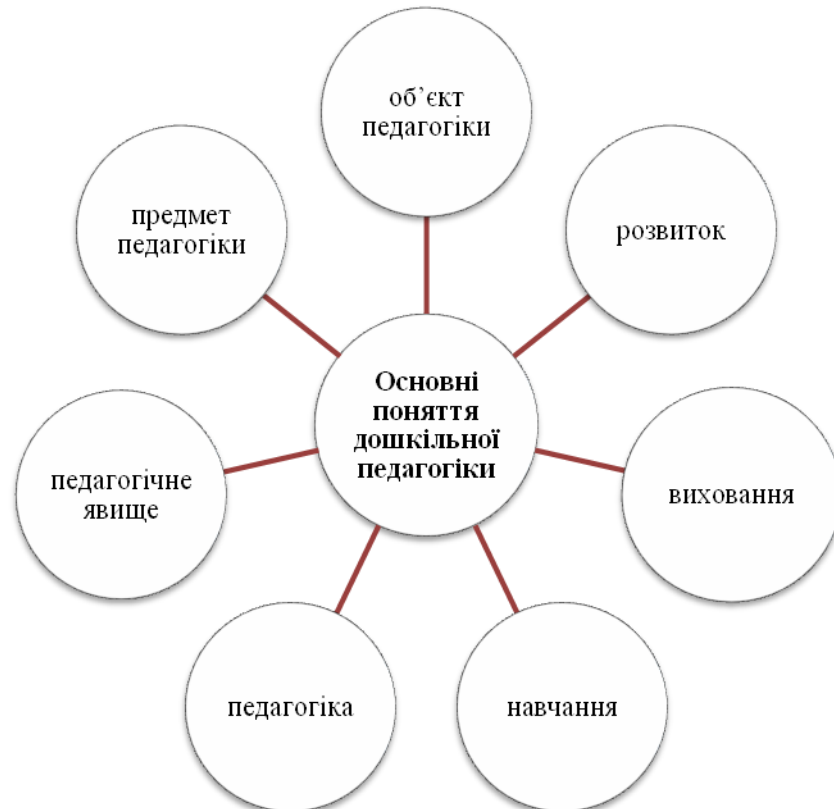 об’єкт
педагогіки
розвиток
виховання
навчання
педагогіка
педагогічне
явище
предмет
педагогіки
Основні
поняття
дошкільної
педагогіки